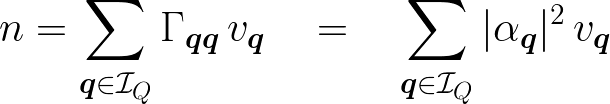 $n = \sum_{\boldsymbol{q} \in \mathcal{I}_Q} \Gamma_{\boldsymbol{q}\boldsymbol{q}} \, v_{\boldsymbol{q}} \quad = \quad \sum_{\boldsymbol{q} \in \mathcal{I}_Q} |\alpha_{\boldsymbol{q}}|^2 \, v_{\boldsymbol{q}}$